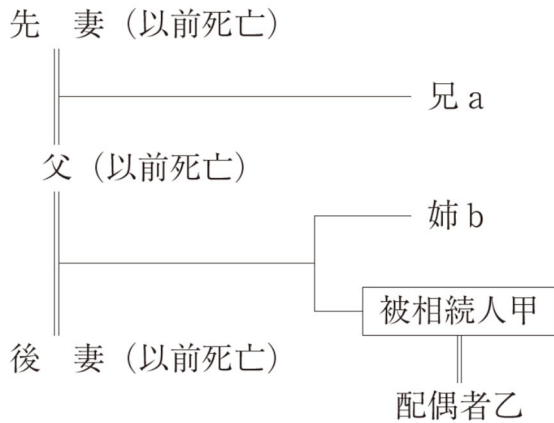 先　妻（以前死亡）
兄 a
父（以前死亡）
姉 b
被相続人甲
後　妻（以前死亡）
配偶者乙